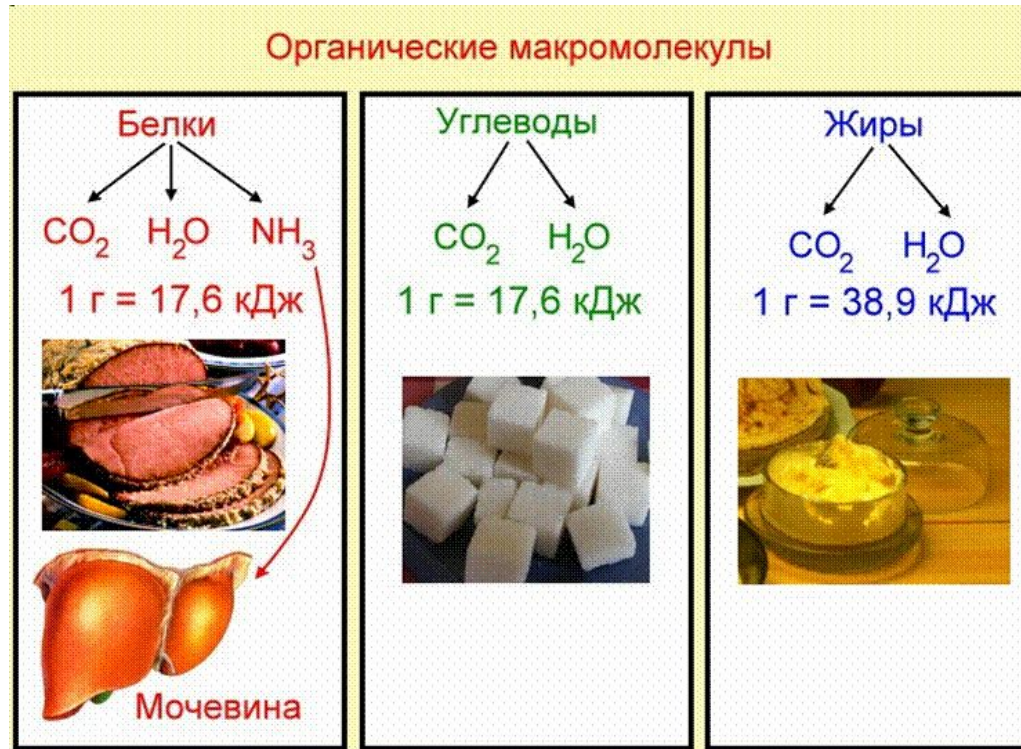 Органические макромолекулы
Белки
CO₂ H₂O NH₃
1 г = 17,6 кДж
Мочевина
Углеводы
CO₂ H₂O
1 г = 17,6 кДж
Жиры
CO₂ H₂O
1 г = 38,9 кДж